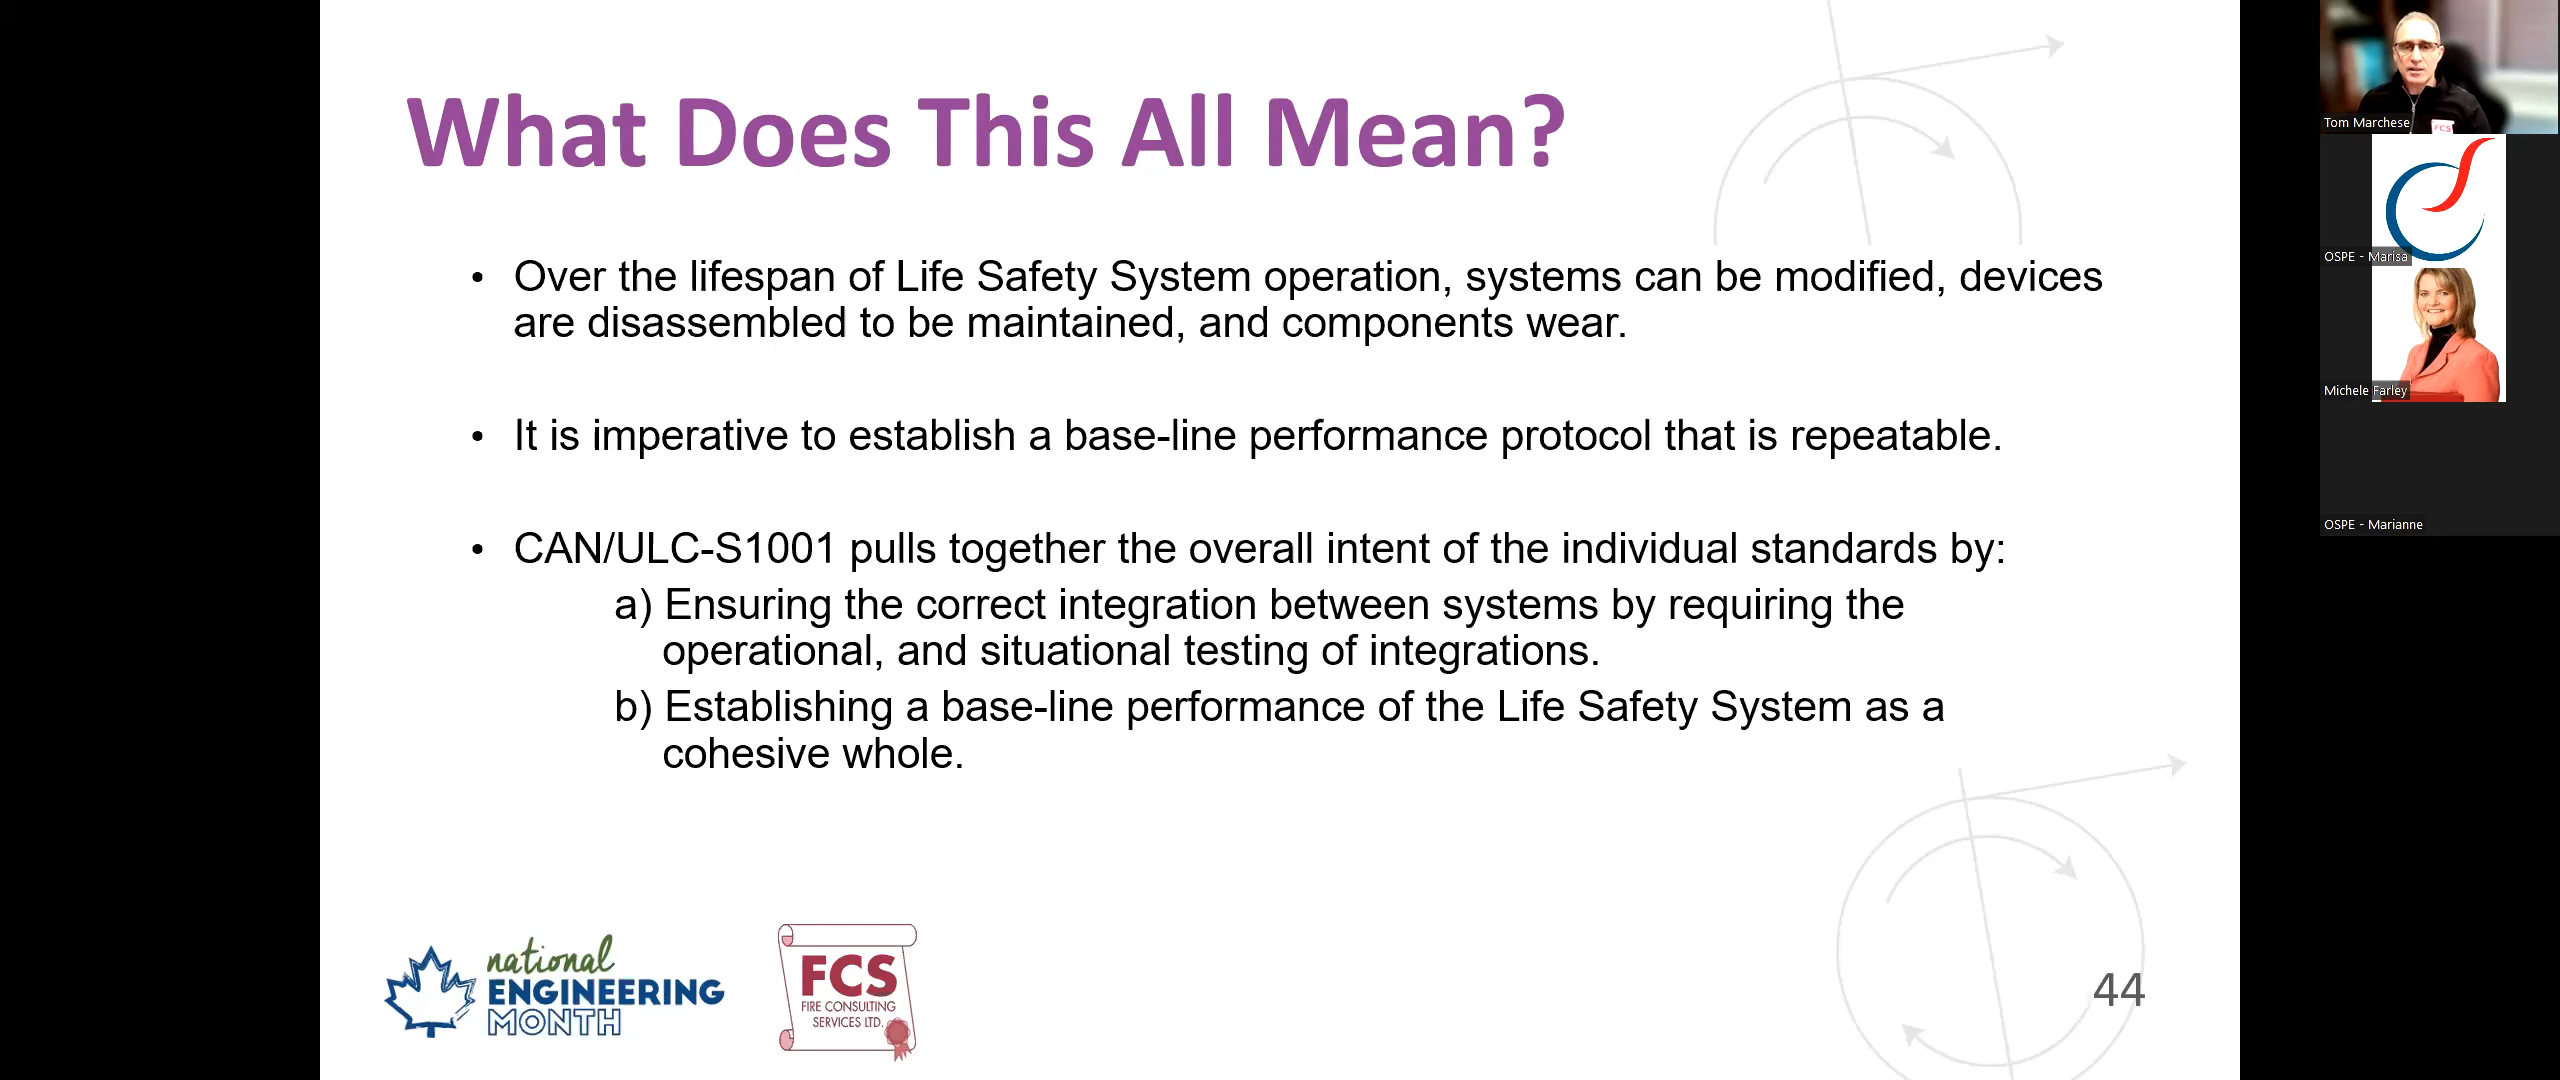 What Does This All Mean?
• Over the lifespan of Life Safety System operation, systems can be modified, devices
are disassembled to be maintained, and components wear.
• It is imperative to establish a base-line performance protocol that is repeatable.
• CAN/ULC-S1001 pulls together the overall intent of the individual standards by:
a) Ensuring the correct integration between systems by requiring the
operational, and situational testing of integrations.
b) Establishing a base-line performance of the Life Safety System as a
cohesive whole.
national
ENGINEERING
MONTH
FCS
FIRE CONSULTING
SERVICES LTD.
44
Tom Marchese
FCS
OSPE - Marisa
Michele Farley
OSPE - Marianne